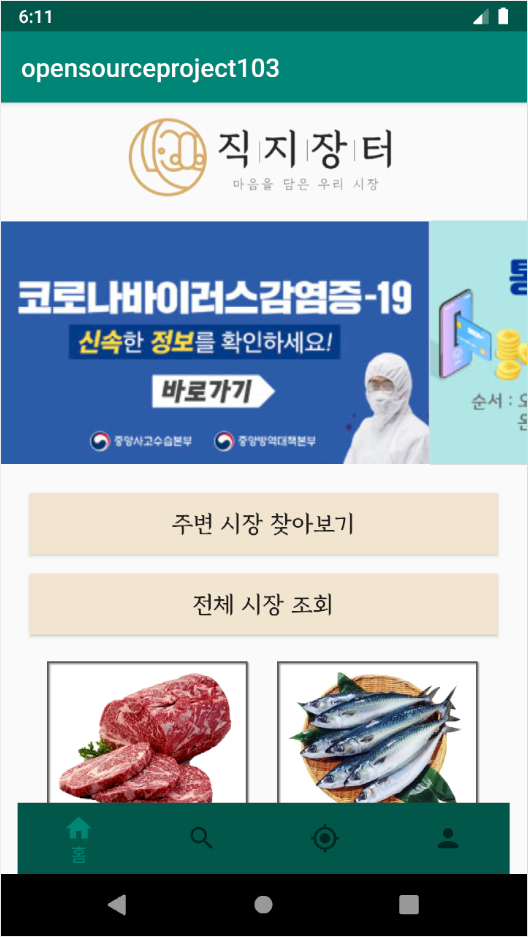 6:11
opensourceproject103
직지장터
마음을 담은 우리 시장
코로나바이러스감염증-19
신속한 정보를 확인하세요!
바로가기
중앙사고수습본부 중앙방역대책본부
순서 : 오
주변 시장 찾아보기
전체 시장 조회
홈